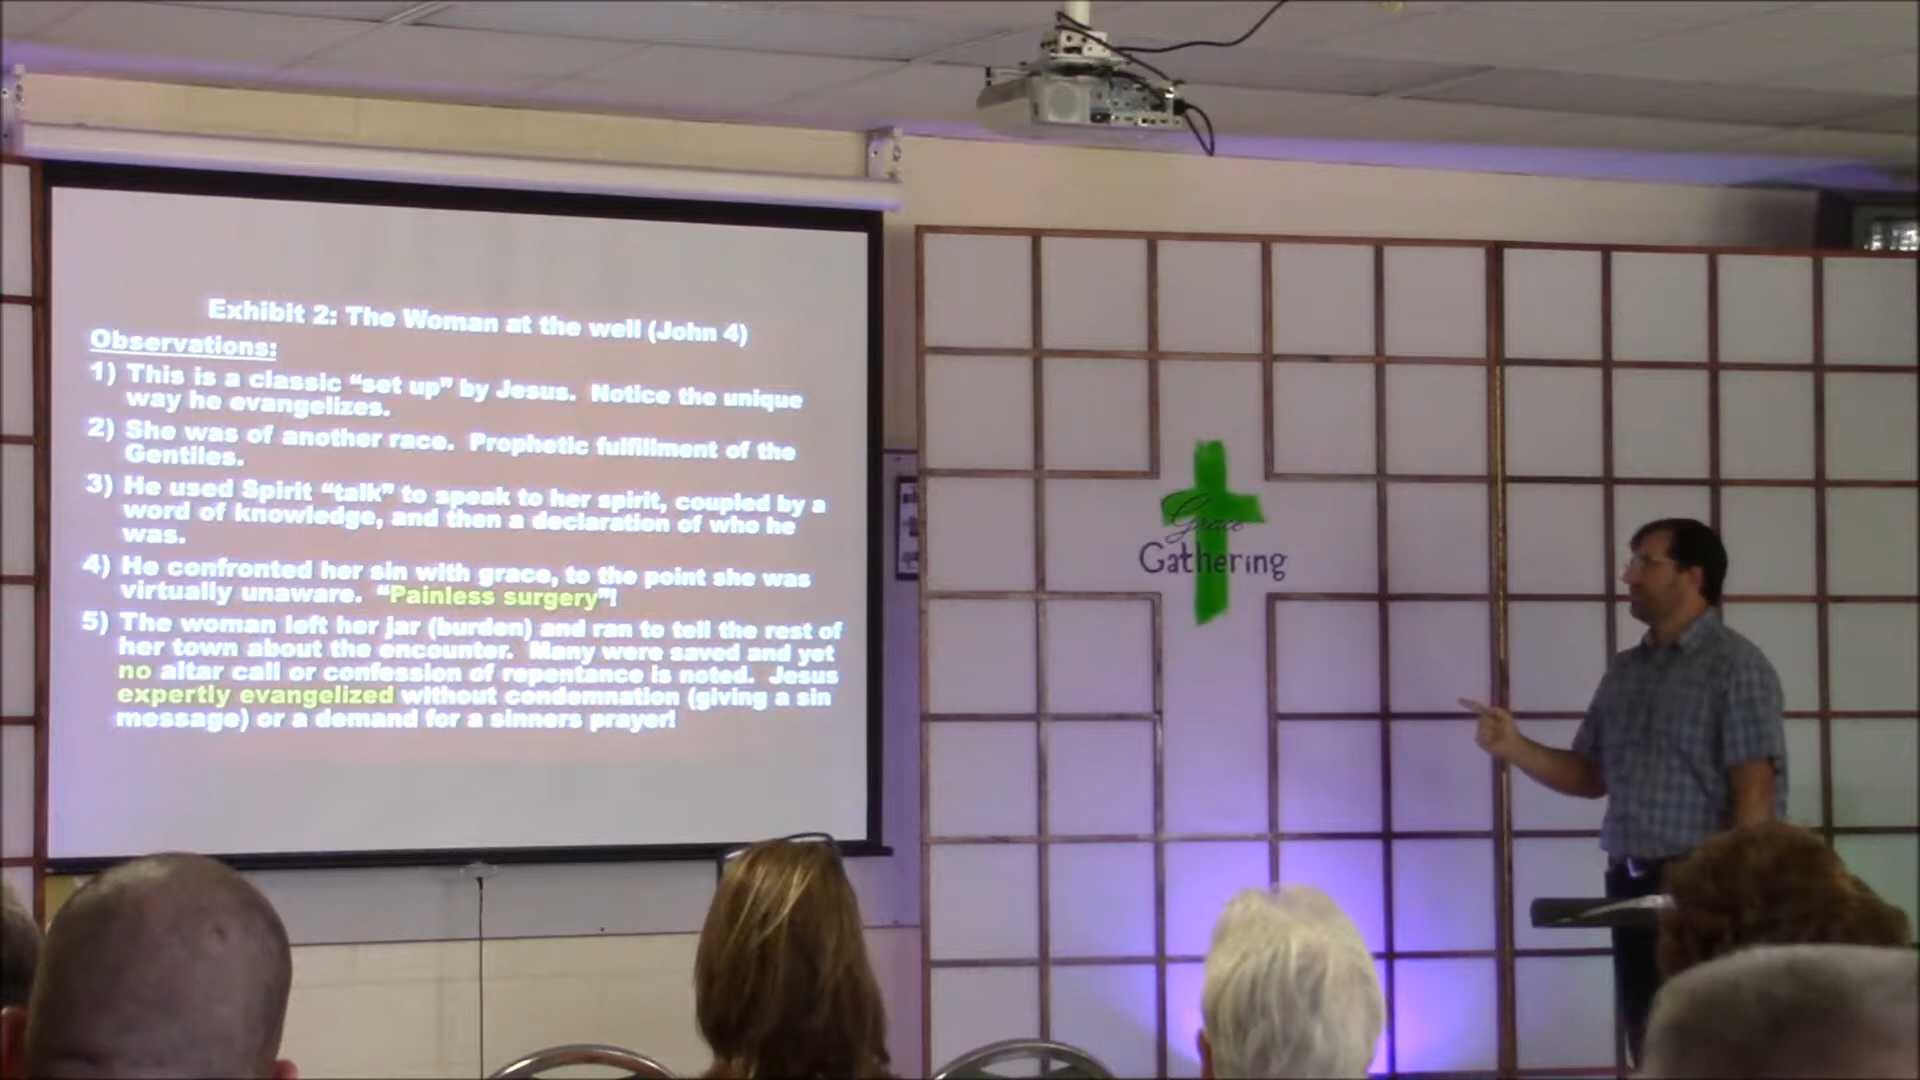 Exhibit 2: The Woman at the well (John 4)
Observations:
1) This is a classic “set up” by Jesus. Notice the unique
way he evangelizes.
2) She was of another race. Prophetic fulfillment of the
Gentiles.
3) He used Spirit “talk” to speak to her spirit, coupled by a
word of knowledge, and then a declaration of who he
was.
4) He confronted her sin with grace, to the point she was
virtually unaware. “Painless surgery”!
5) The woman left her jar (burden) and ran to tell the rest of
her town about the encounter. Many were saved and yet
no altar call or confession of repentance is noted. Jesus
expertly evangelized without condemnation (giving a sin
message) or a demand for a sinners prayer!
Grace
Gathering